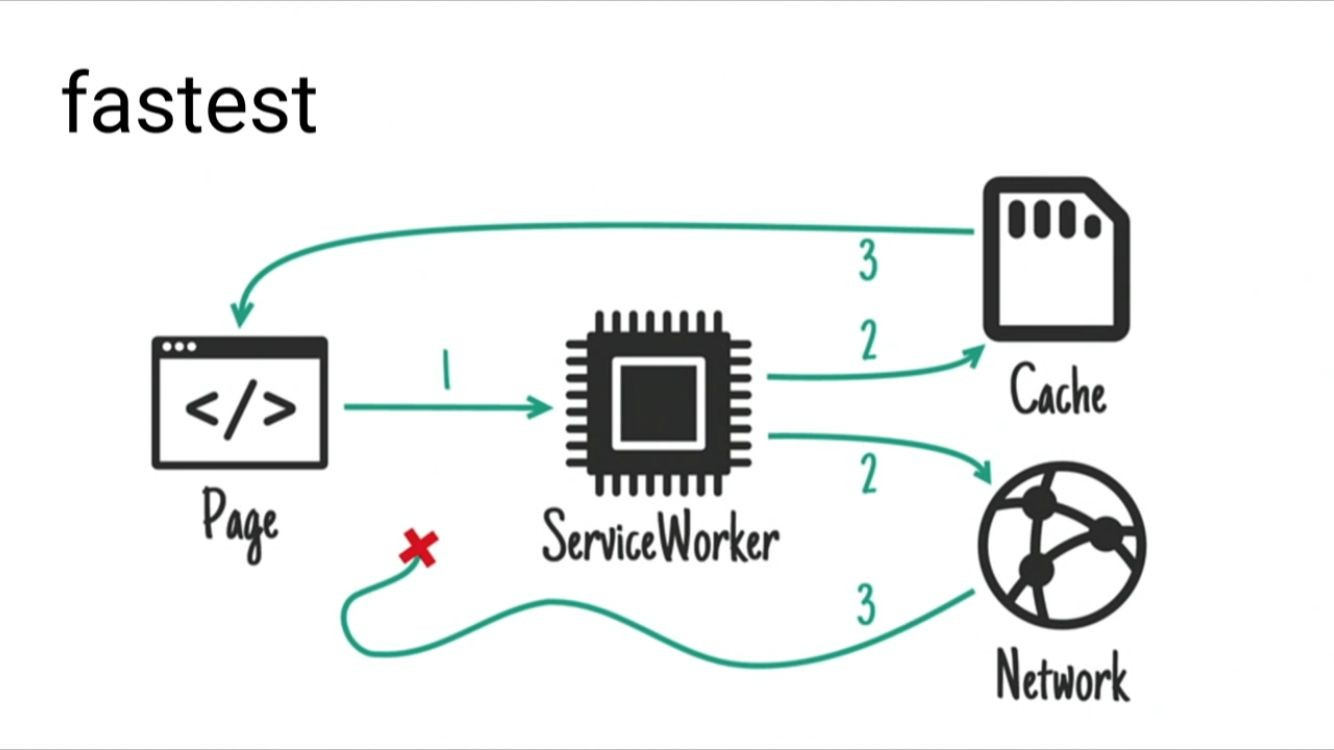 fastest
3
2
1
</>
Cache
2
Page
ServiceWorker
3
Network